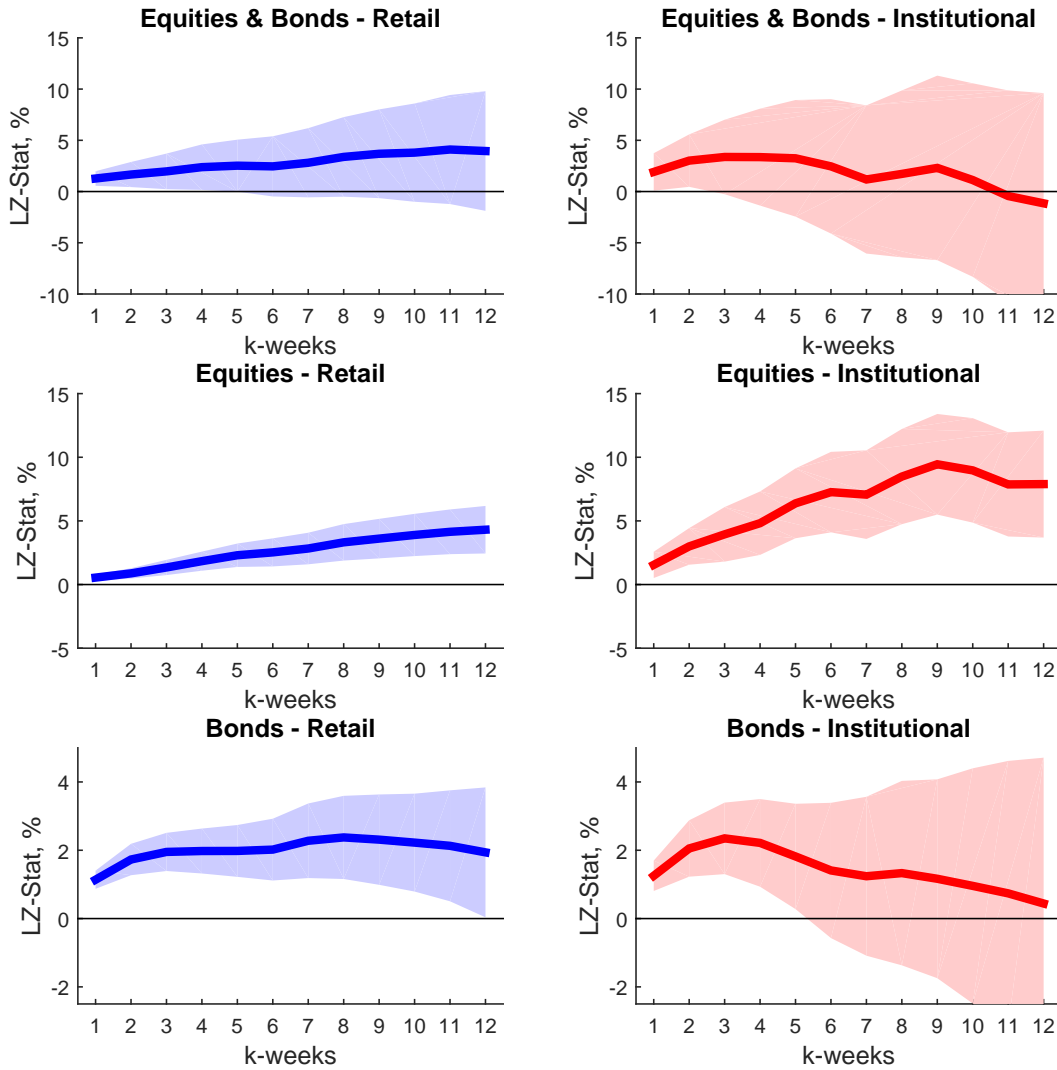 Equities & Bonds - Retail
15
10
5
0
-5
-10
LZ-Stat, %
1 2 3 4 5 6 7 8 9 10 11 12
k-weeks
Equities & Bonds - Institutional
15
10
5
0
-5
-10
LZ-Stat, %
1 2 3 4 5 6 7 8 9 10 11 12
k-weeks
Equities - Retail
15
10
5
0
-5
LZ-Stat, %
1 2 3 4 5 6 7 8 9 10 11 12
k-weeks
Equities - Institutional
15
10
5
0
-5
LZ-Stat, %
1 2 3 4 5 6 7 8 9 10 11 12
k-weeks
Bonds - Retail
4
2
0
-2
LZ-Stat, %
1 2 3 4 5 6 7 8 9 10 11 12
k-weeks
Bonds - Institutional
4
2
0
-2
LZ-Stat, %
1 2 3 4 5 6 7 8 9 10 11 12
k-weeks